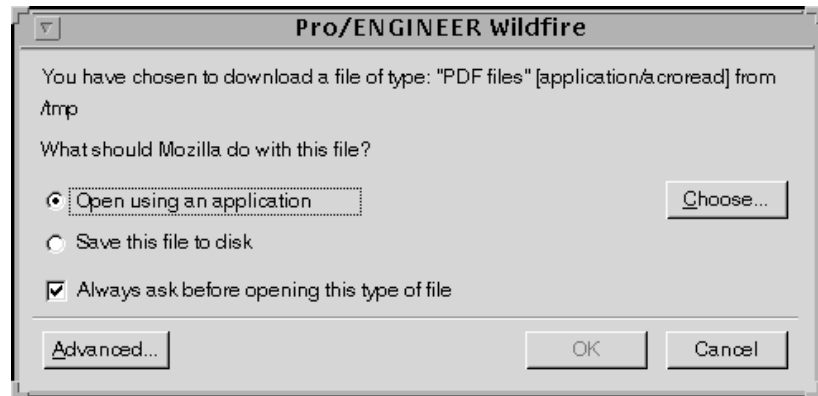 Pro/ENGINEER Wildfire
You have chosen to download a file of type: "PDF files" [application/acroread] from
/tmp
What should Mozilla do with this file?
Open using an application
Choose...
Save this file to disk
Always ask before opening this type of file
Advanced...
OK
Cancel